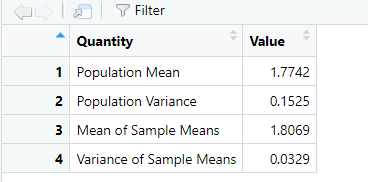 Filter
Quantity Value
1 Population Mean 1.7742
2 Population Variance 0.1525
3 Mean of Sample Means 1.8069
4 Variance of Sample Means 0.0329